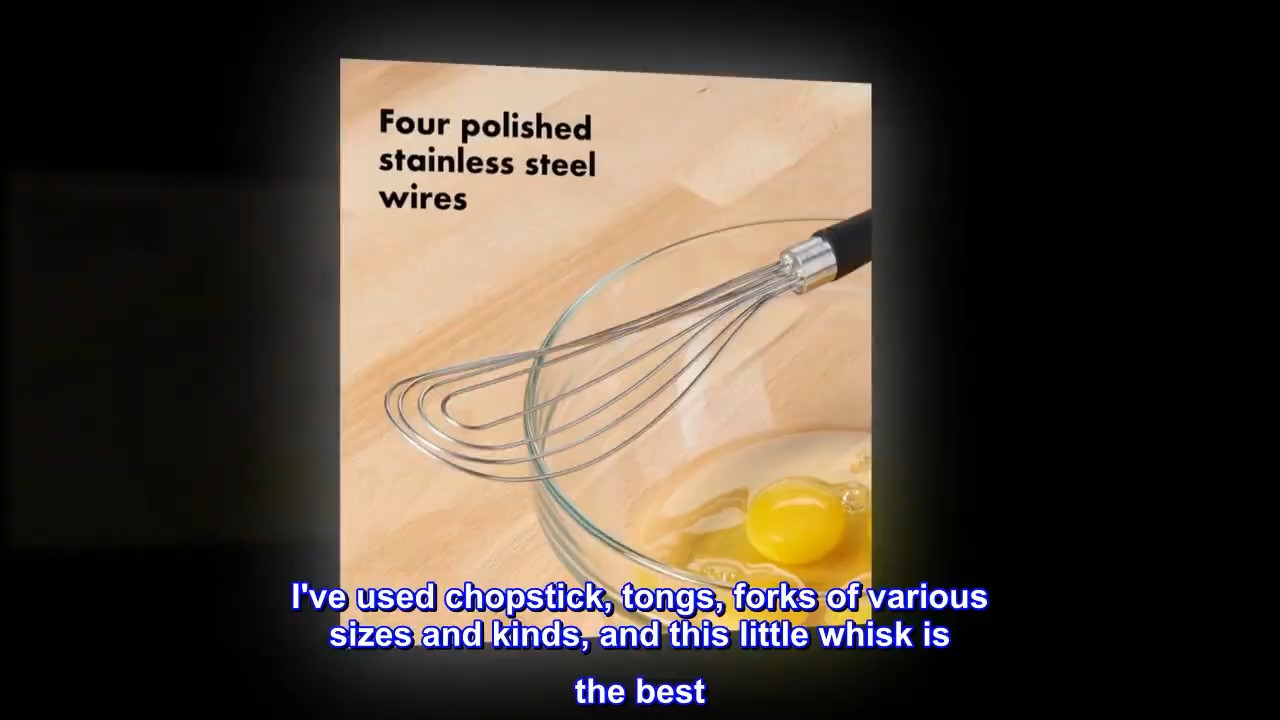 Four polished
stainless steel
wires
I've used chopstick, tongs, forks of various
sizes and kinds, and this little whisk is
the best